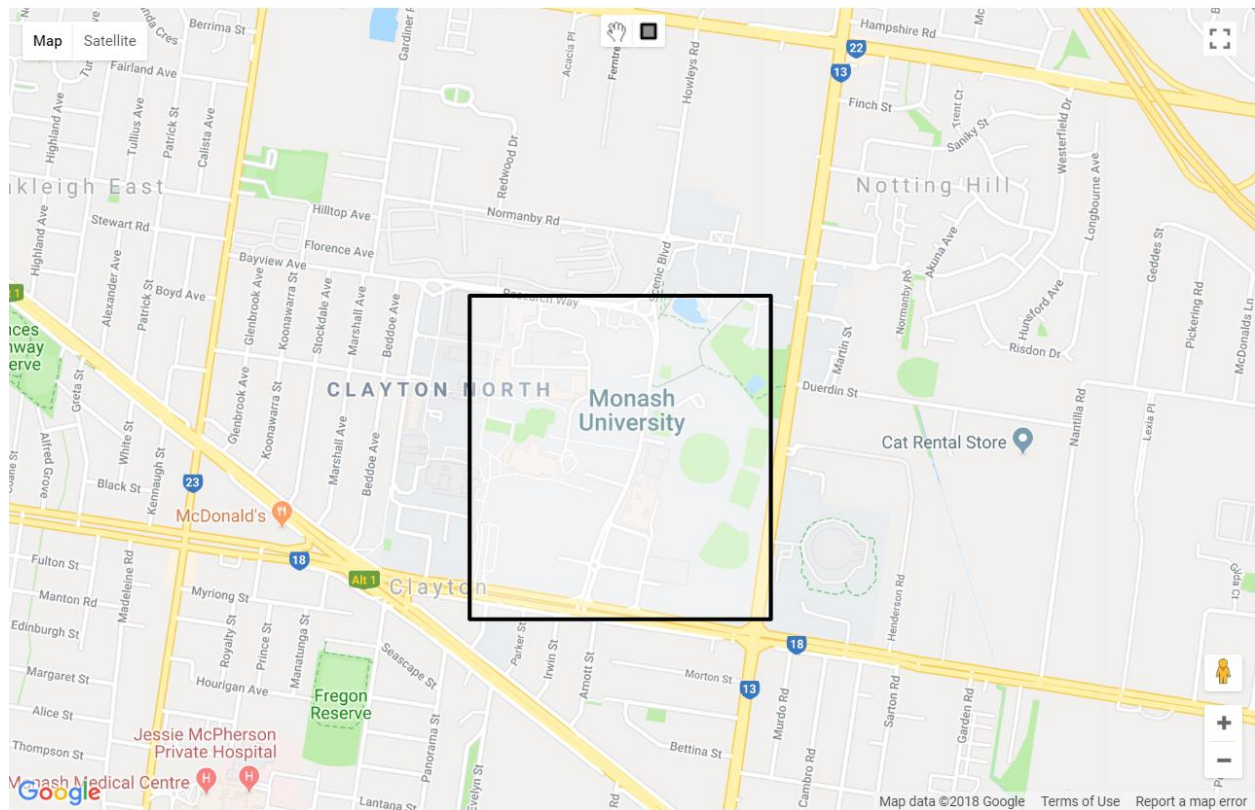 Map
Satellite
Berrima St
Fairland Ave
Highland Ave
Tullius Ave
Patrick St
Calista Ave
Acacia Pl
Howleys Rd
Hampshire Rd
22
13
Finch St
Trent Ct
Saniky St
Westerfield Dr
Longbourne Ave
Redwood Dr
kleigh East
Notting Hill
Hilltop Ave
Normanby Rd
Stewart Rd
Florence Ave
Bayview Ave
Highland Ave
Alexander Ave
Patrick St
Boyd Ave
Glenbrook Ave
Koonawarra St
Stockdale Ave
Marshall Ave
Beddoe Ave
Research Way
Scenic Blvd
Normanby Rd
Akuna Ave
Hunsford Ave
Geddes St
Pickering Rd
McDonalds Ln
Risdon Dr
Martin St
Duerdin St
CLAYTON NORTH
Monash
University
Greta St
White St
Glenbrook Ave
Koonawarra St
Marshall Ave
Beddoe Ave
Alfred Grove
Kennaugh St
Black St
Cat Rental Store
Nantilla Rd
Lexia Pl
23
McDonald's
18
Alt 1
Clayton
Fulton St
Manton Rd
Madeleine Rd
Myriong St
Edinburgh St
Royalty St
Prince St
Manatunga St
Seascape St
Parker St
Irwin St
Arnott St
Henderson Rd
18
Margaret St
Hourigan Ave
Fregon
Reserve
Morton St
13
Murdo Rd
Sarton Rd
Garden Rd
Alice St
Jessie McPherson
Private Hospital
Thompson St
Panorama St
Bettina St
Cambro Rd
Monash Medical Centre
H
H
Evelyn St
Lantana St
Rd
Google
Map data ©2018 Google
Terms of Use
Report a map error